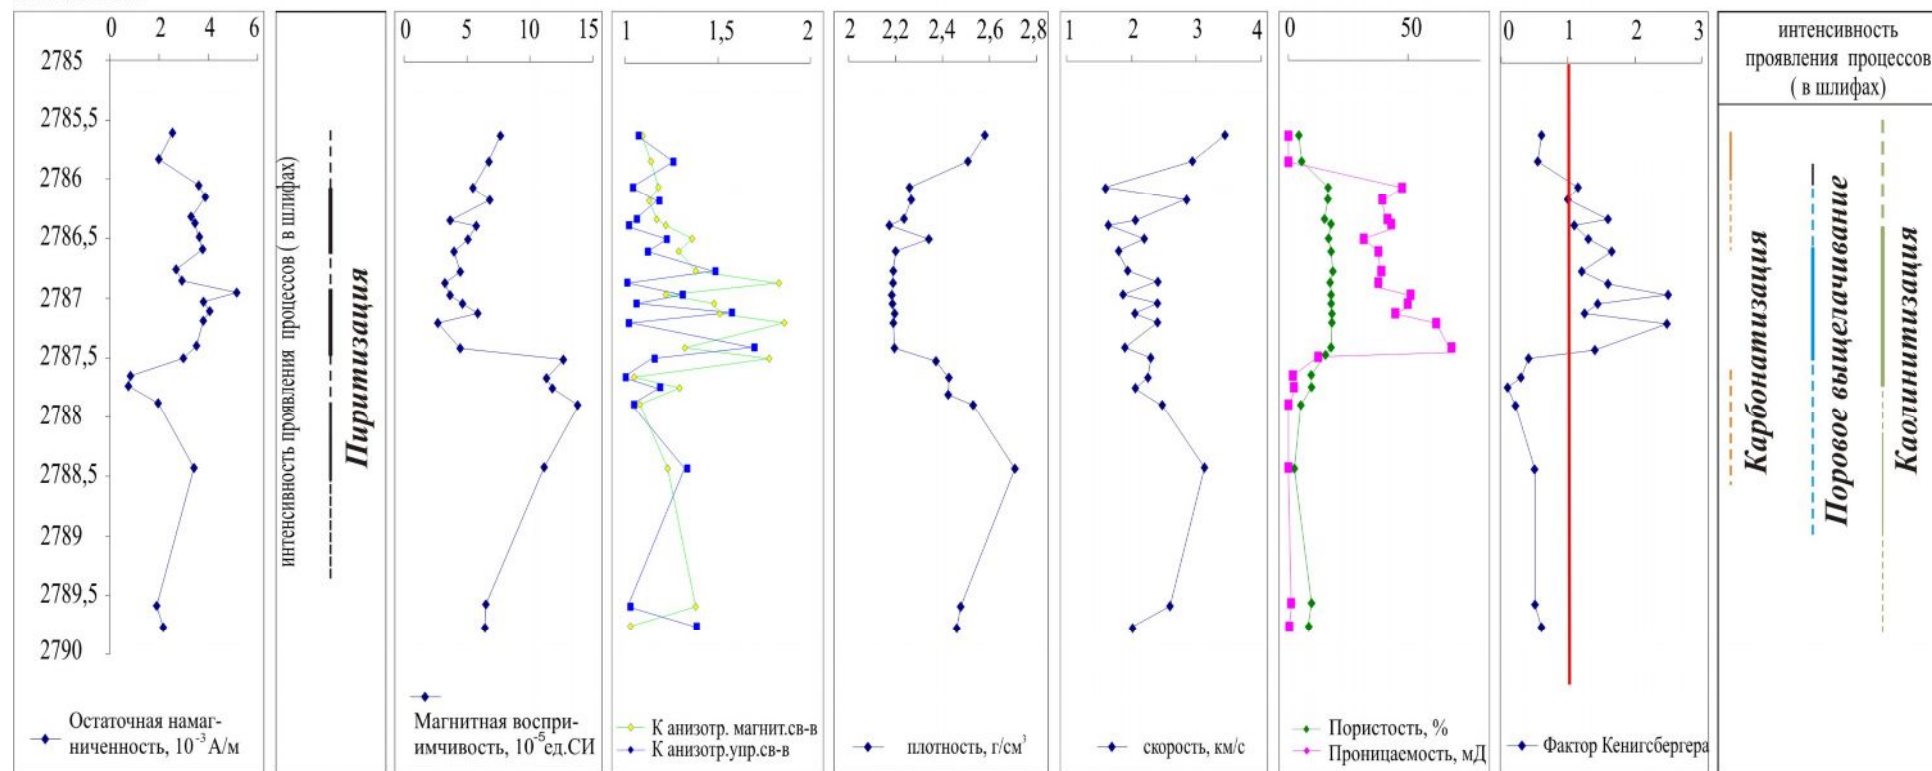 0 2 4 6
0 5 10 15
1 1,5 2
2 2,2 2,4 2,6 2,8
1 2 3 4
0 50
0 1 2 3
интенсивность
проявления процессов
( в шлифах)
2785
2785,5
2786
2786,5
2787
2787,5
2788
2788,5
2789
2789,5
2790
интенсивность проявления процессов ( в шлифах)
Пиритизация
Карбонатизация
Поровое выщелачивание
Каолинитизация
Остаточная намаг-
ниченность, 10⁻³ А/м
Магнитная воспри-
имчивость, 10⁻⁵ед.СИ
К анизотр. магнит.св-в
К анизотр.упр.св-в
плотность, г/см³
скорость, км/с
Пористость, %
Проницаемость, мД
Фактор Кенигсбергера